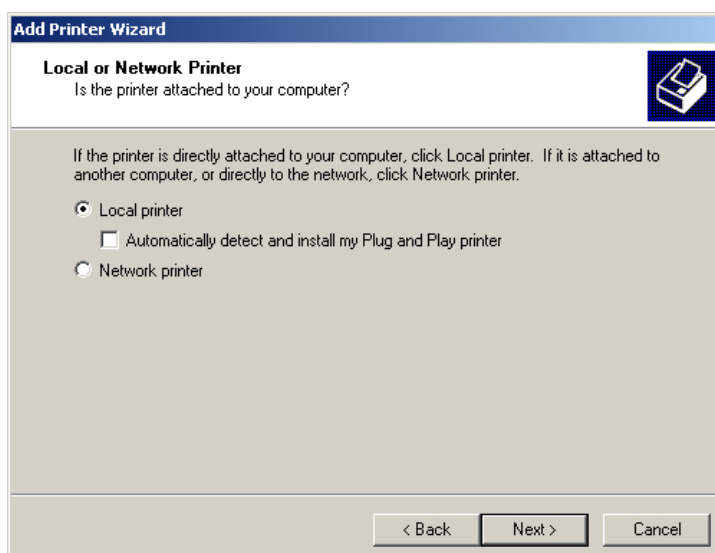 Add Printer Wizard
Local or Network Printer
Is the printer attached to your computer?
If the printer is directly attached to your computer, click Local printer.  If it is attached to
another computer, or directly to the network, click Network printer.
Local printer
Automatically detect and install my Plug and Play printer
Network printer
< Back  Next >  Cancel